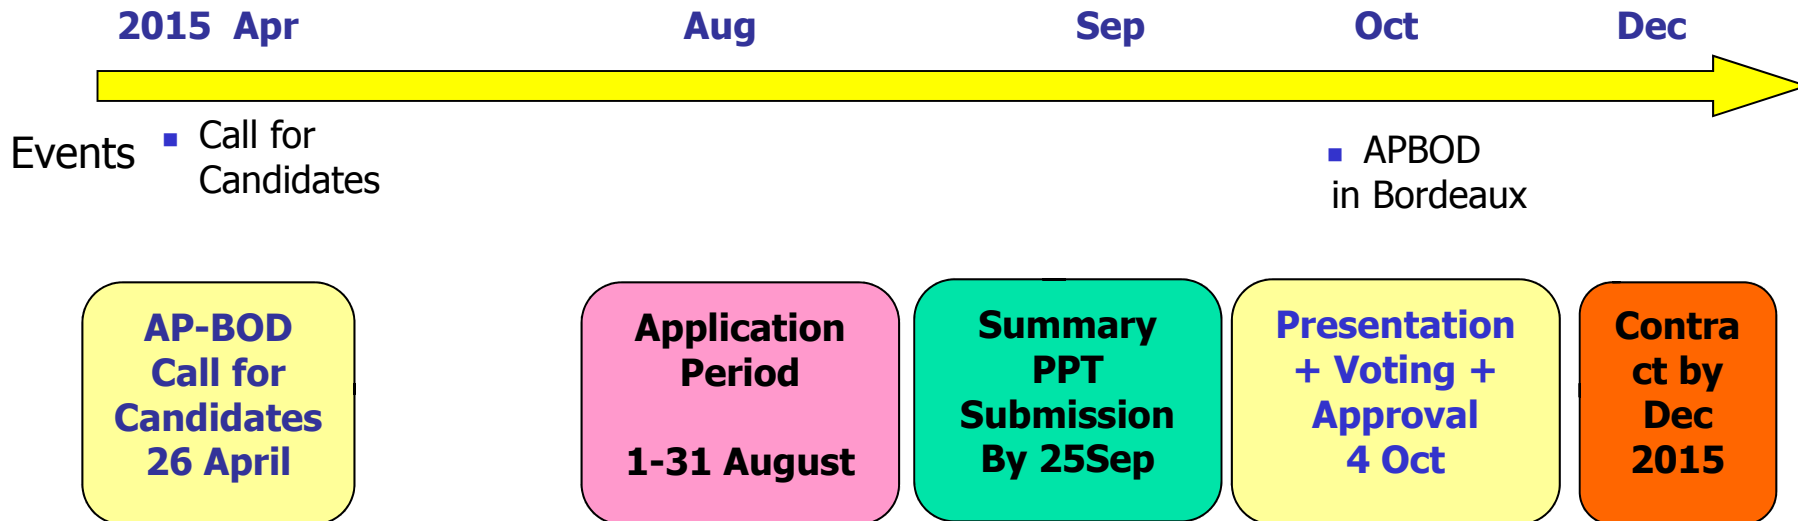 2015 Apr
Aug
Sep
Oct
Dec
Events
▪ Call for
Candidates
▪ APBOD
in Bordeaux
AP-BOD
Call for
Candidates
26 April
Application
Period
1-31 August
Summary
PPT
Submission
By 25Sep
Presentation
+ Voting +
Approval
4 Oct
Contra
ct by
Dec
2015